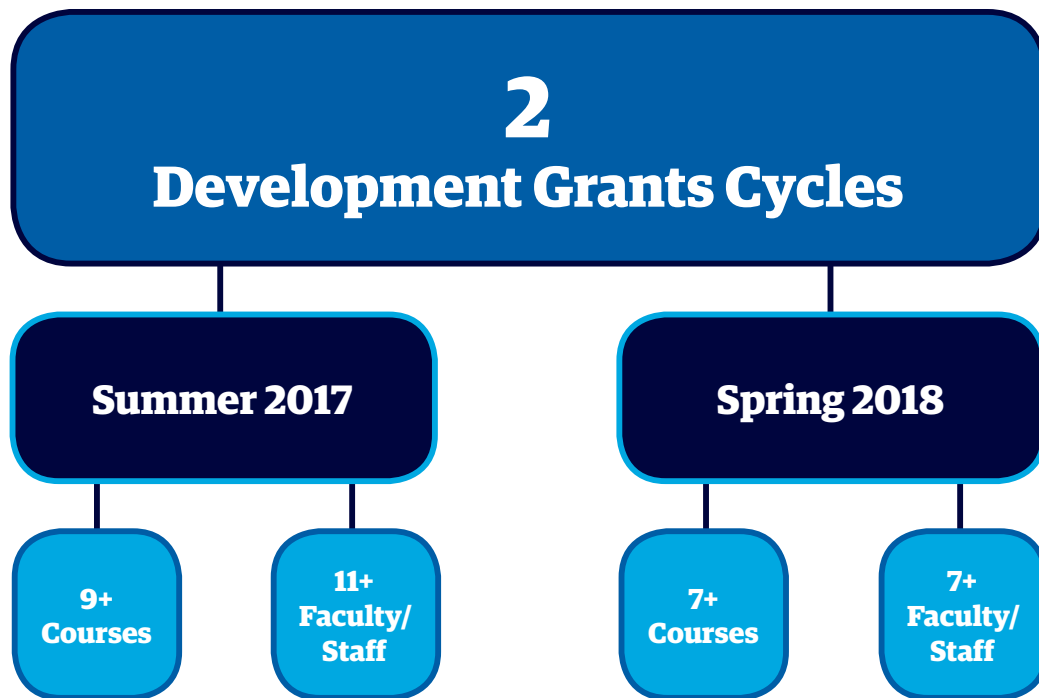 2
Development Grants Cycles
Summer 2017
Spring 2018
9+
Courses
11+
Faculty/
Staff
7+
Courses
7+
Faculty/
Staff